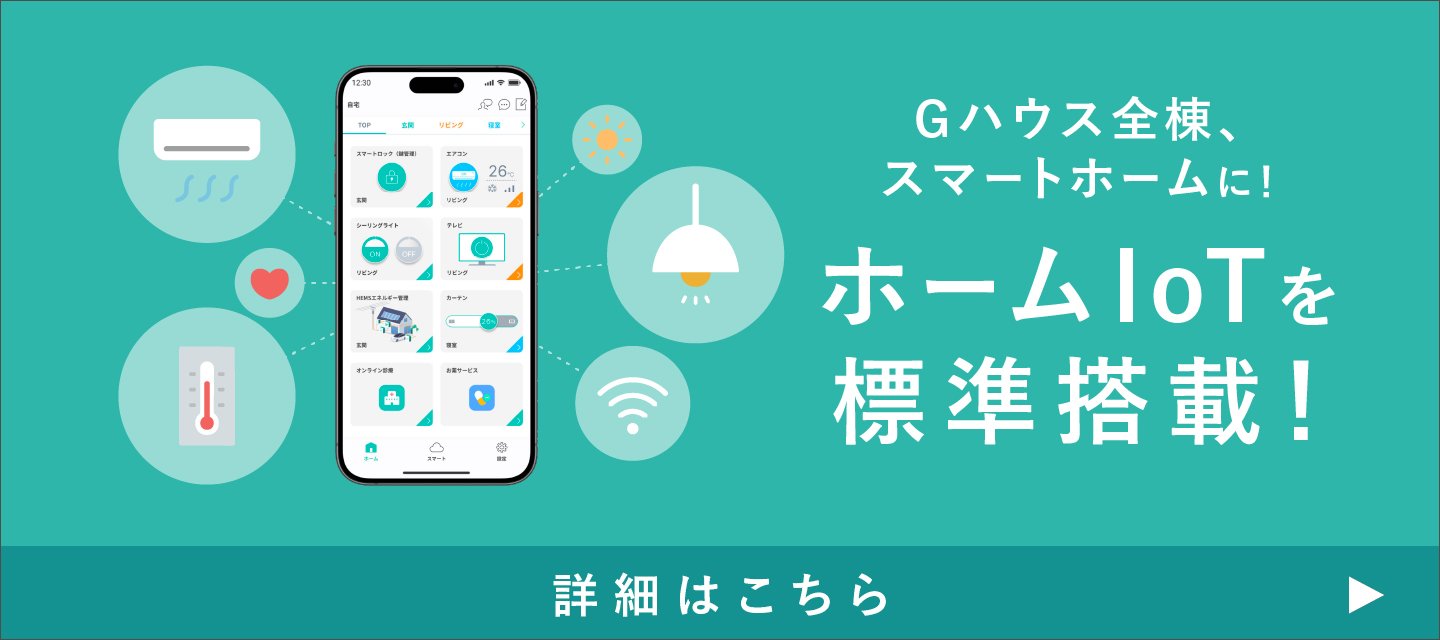 12:30
自宅
TOP 玄関 リビング 寝室
スマートロック（鍵管理）
玄関
エアコン
26℃
リビング
シーリングライト
ON OFF
リビング
テレビ
リビング
HEMSエネルギー管理
玄関
カーテン
26%
寝室
オンライン診療
お薬サービス
ホーム スマート 設定
Gハウス全棟、
スマートホームに！
ホームIoTを
標準搭載！
詳細はこちら